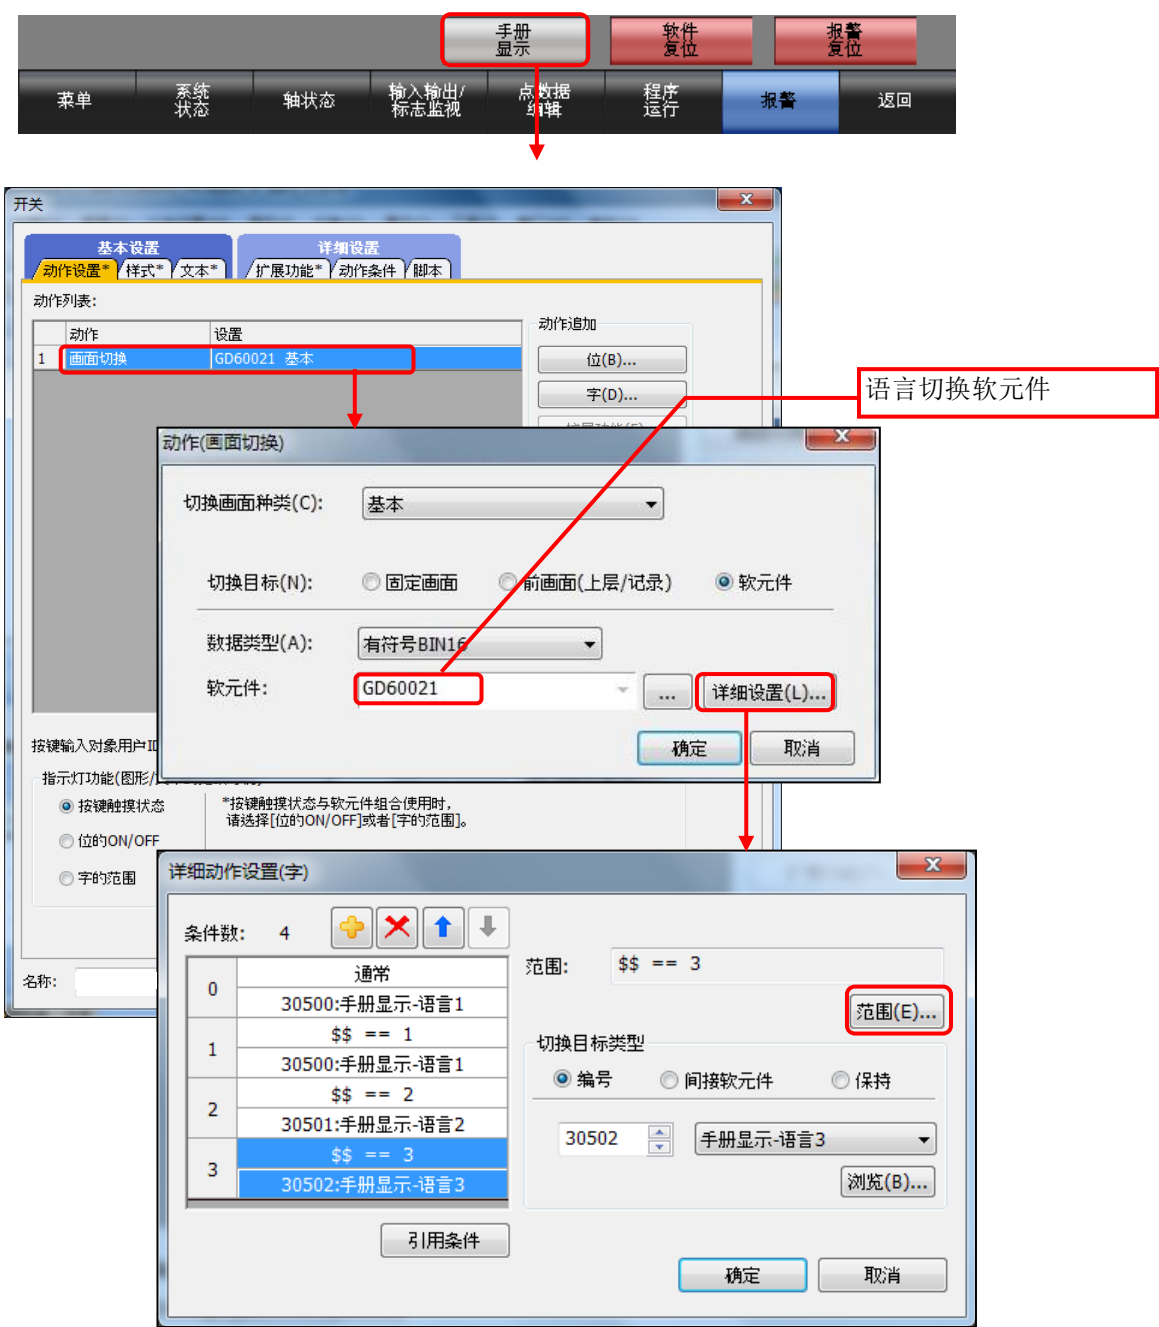 手册
显示
软件
复位
报警
复位
菜单
系统
状态
轴状态
输入输出/
标志监视
点数据
编辑
程序
运行
报警
返回
开关
基本设置
详细设置
动作设置*
样式*
文本*
扩展功能*
动作条件
脚本
动作列表:
动作
设置
1
画面切换
GD60021 基本
动作追加
位(B)...
字(D)...
语言切换软元件
动作(画面切换)
切换画面种类(C):
基本
切换目标(N):
固定画面
前画面(上层/记录)
软元件
数据类型(A):
有符号BIN16
软元件:
GD60021
...
详细设置(L)...
确定
取消
按键输入对象用户ID
指示灯功能(图形/
按键触摸状态
*按键触摸状态与软元件组合使用时,
请选择[位的ON/OFF]或者[字的范围]。
位的ON/OFF
字的范围
名称:
详细动作设置(字)
条件数: 4
0
通常
30500:手册显示-语言1
1
$$ == 1
30500:手册显示-语言1
2
$$ == 2
30501:手册显示-语言2
3
$$ == 3
30502:手册显示-语言3
引用条件
范围:
$$ == 3
范围(E)...
切换目标类型
编号
间接软元件
保持
30502
手册显示-语言3
浏览(B)...
确定
取消